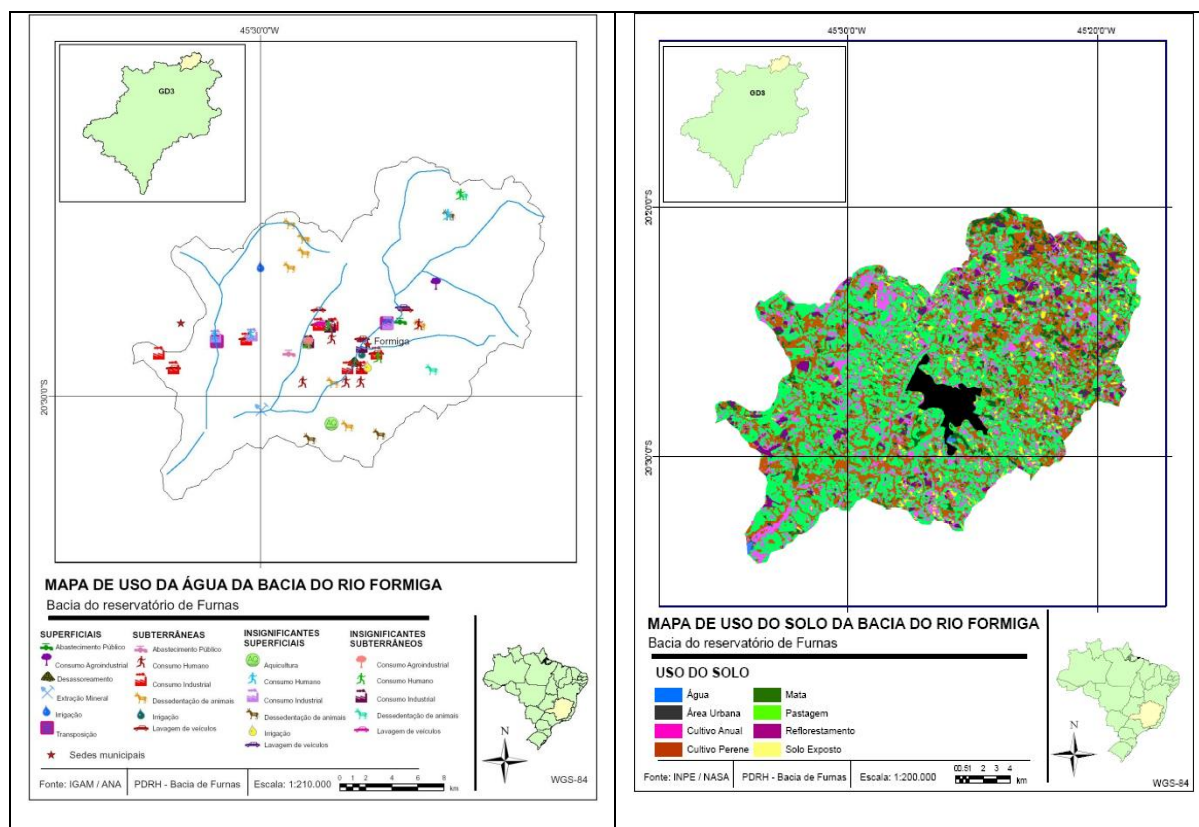 45°30'0"W
GD3
20°30'0"S
Formiga
AQ
MAPA DE USO DA ÁGUA DA BACIA DO RIO FORMIGA
Bacia do reservatório de Furnas
SUPERFICIAIS
Abastecimento Público
Consumo Agroindustrial
Desassoreamento
Extração Mineral
Irrigação
Transposição
SUBTERRÂNEAS
Abastecimento Público
Consumo Humano
Consumo Industrial
Dessedentação de animais
Irrigação
Lavagem de veículos
INSIGNIFICANTES
SUPERFICIAIS
AQ
Aquicultura
Consumo Humano
Consumo Industrial
Dessedentação de animais
Irrigação
Lavagem de veículos
INSIGNIFICANTES
SUBTERRÂNEOS
Consumo Agroindustrial
Consumo Humano
Consumo Industrial
Dessedentação de animais
Lavagem de veículos
Sedes municipais
N
Fonte: IGAM / ANA
PDRH - Bacia de Furnas
Escala: 1:210.000
0 2 4 6 8
km
WGS-84
45°30'0"W
45°20'0"W
GD3
20°20'0"S
20°30'0"S
MAPA DE USO DO SOLO DA BACIA DO RIO FORMIGA
Bacia do reservatório de Furnas
USO DO SOLO
Água
Área Urbana
Cultivo Anual
Cultivo Perene
Mata
Pastagem
Reflorestamento
Solo Exposto
N
Fonte: INPE / NASA
PDRH - Bacia de Furnas
Escala: 1:200.000
00.51 2 3 4
km
WGS-84